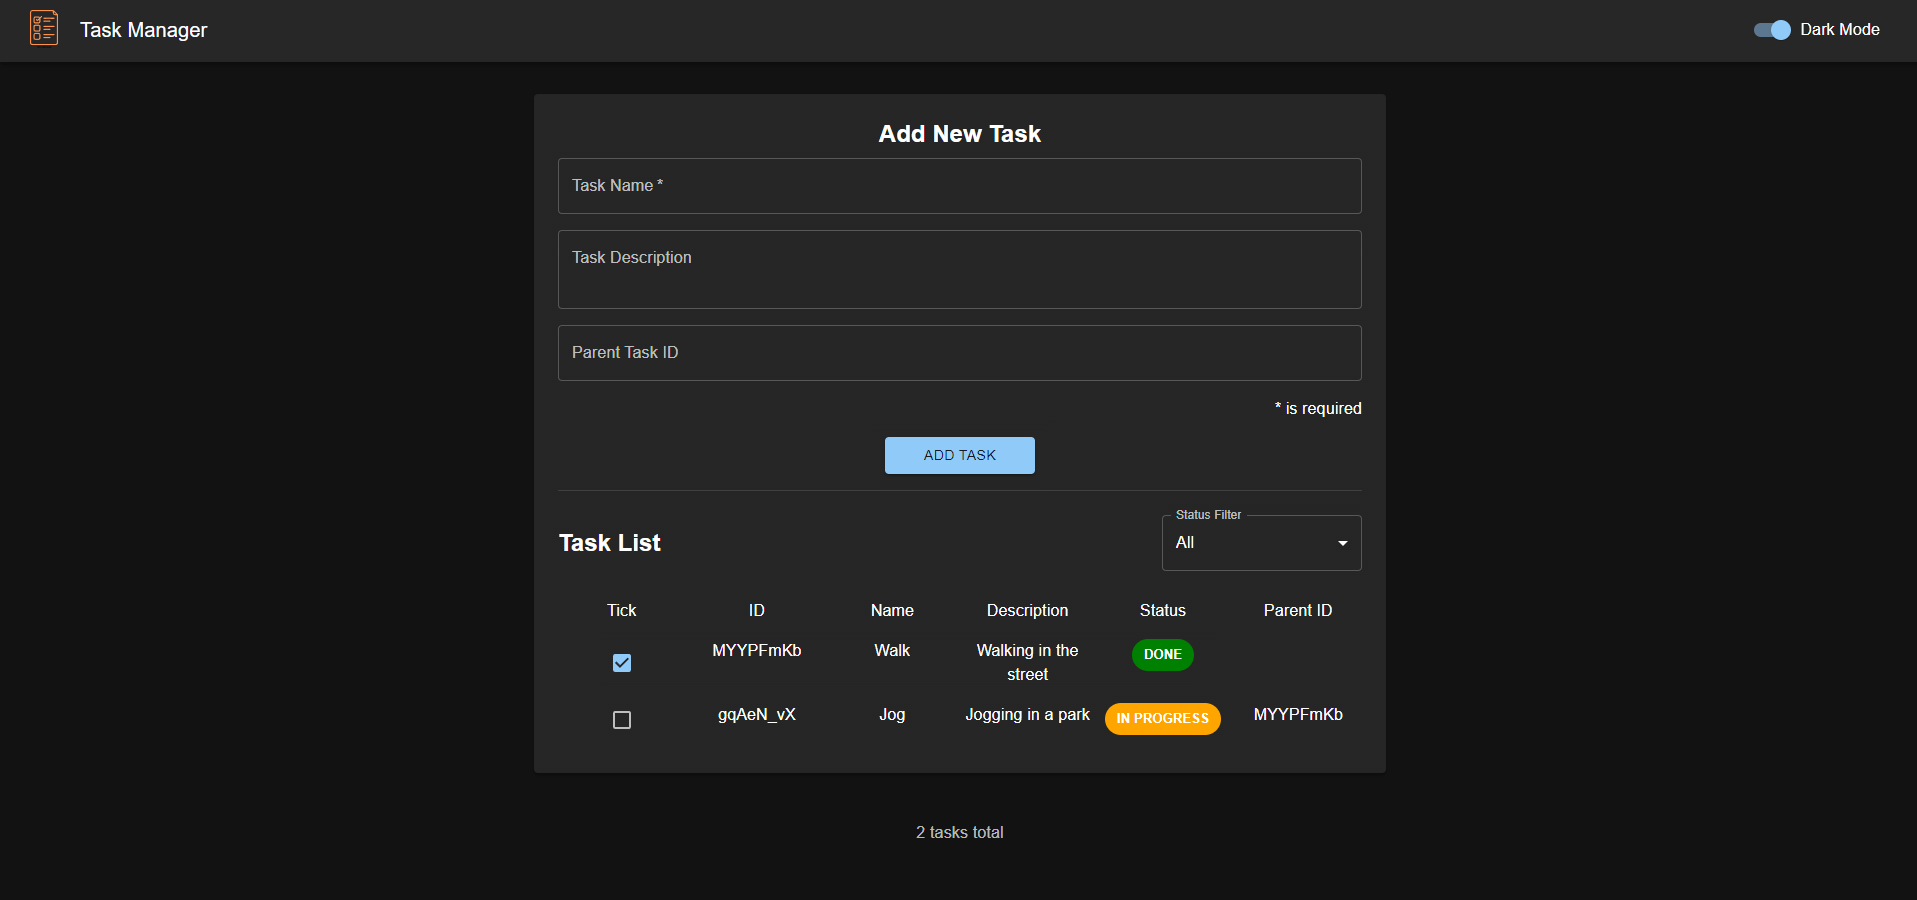 Task Manager
Dark Mode
Add New Task
Task Name *
Task Description
Parent Task ID
* is required
ADD TASK
Status Filter
Task List
All
Tick ID Name Description Status Parent ID
MYYPFmKb Walk Walking in the DONE
street
gqAeN_vX Jog Jogging in a park IN PROGRESS MYYPFmKb
2 tasks total